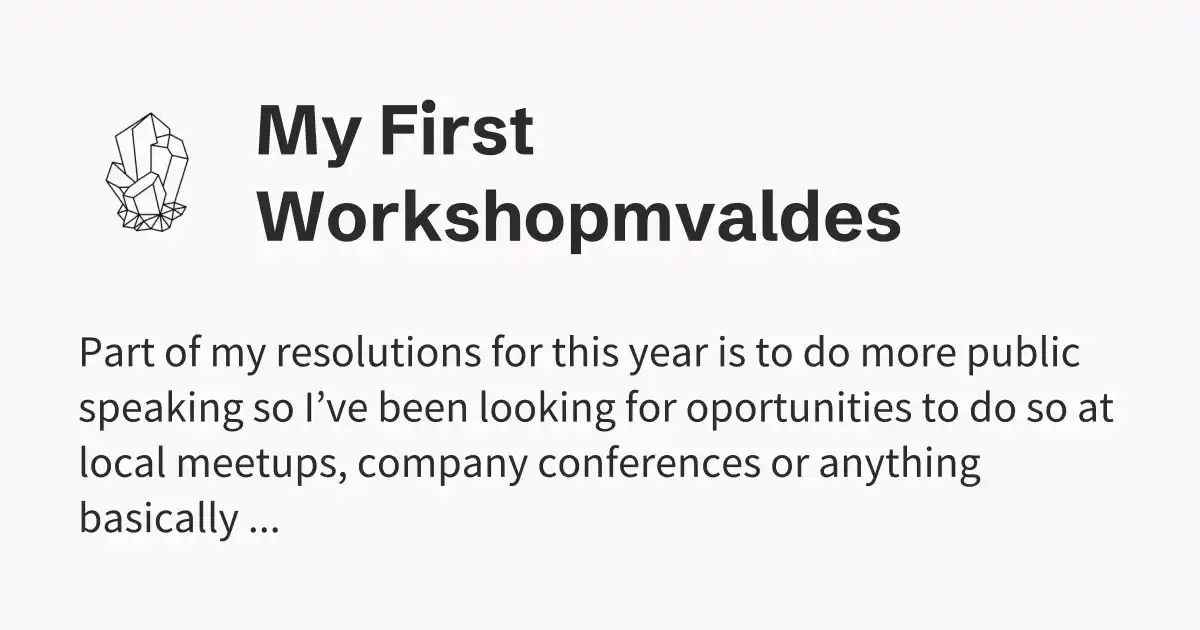 My First
Workshopmvaldes
Part of my resolutions for this year is to do more public
speaking so I’ve been looking for oportunities to do so at
local meetups, company conferences or anything
basically ...